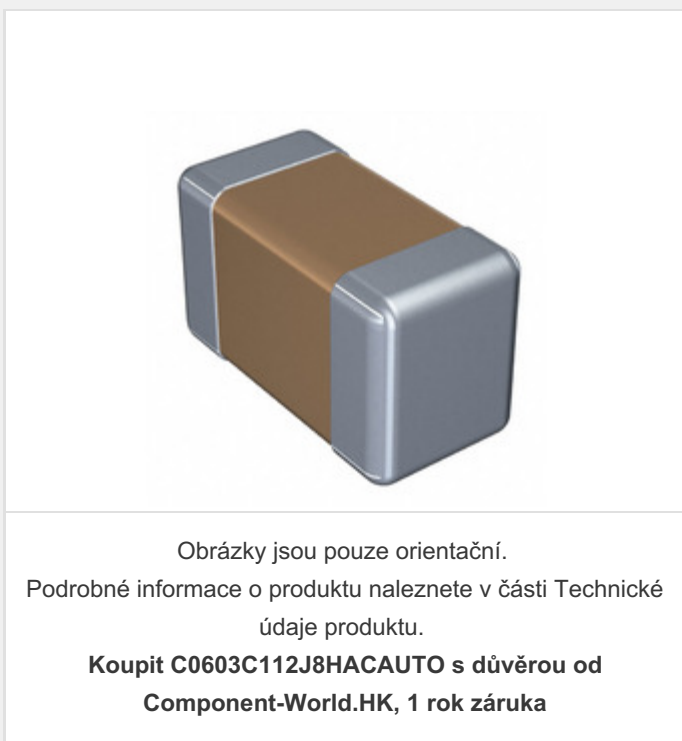 Obrázky jsou pouze orientační.
Podrobné informace o produktu naleznete v části Technické
údaje produktu.
Koupit C0603C112J8HACAUTO s důvěrou od
Component-World.HK, 1 rok záruka